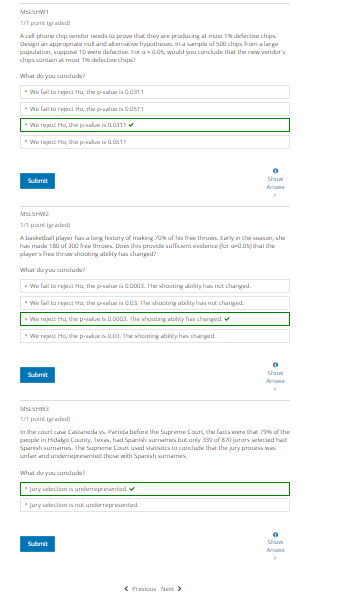 MSL5HW1
1/1 point (graded)
A cell phone chip vendor needs to prove that they are producing at most 1% defective chips.
Design an appropriate null and alternative hypotheses. In a sample of 500 chips from a large
population, suppose 10 were defective. For α = 0.05, would you conclude that the new vendor's
chips contain at most 1% defective chips?
What do you conclude?
We fail to reject Ho, the p-value is 0.0311
We fail to reject Ho, the p-value is 0.0511
We reject Ho, the p-value is 0.0311 ✔
We reject Ho, the p-value is 0.0511
Submit
Show
Answe
r
MSL5HW2
1/1 point (graded)
A basketball player has a long history of making 70% of his free throws. Early in the season, she
has made 180 of 300 free throws. Does this provide sufficient evidence (for α=0.05) that the
player's free throw shooting ability has changed?
What do you conclude?
We fail to reject Ho, the p-value is 0.0003. The shooting ability has not changed.
We fail to reject Ho, the p-value is 0.03. The shooting ability has not changed.
We reject Ho, the p-value is 0.0003. The shooting ability has changed. ✔
We reject Ho, the p-value is 0.03. The shooting ability has changed.
Submit
Show
Answe
r
MSL5HW3
1/1 point (graded)
In the court case Castaneda vs. Partida before the Supreme Court, the facts were that 79% of the
people in Hidalgo County, Texas, had Spanish surnames but only 339 of 870 jurors selected had
Spanish surnames. The Supreme Court used statistics to conclude that the jury process was
unfair and underrepresented those with Spanish surnames.
What do you conclude?
Jury selection is underrepresented. ✔
Jury selection is not underrepresented.
Submit
Show
Answe
r
Previous Next